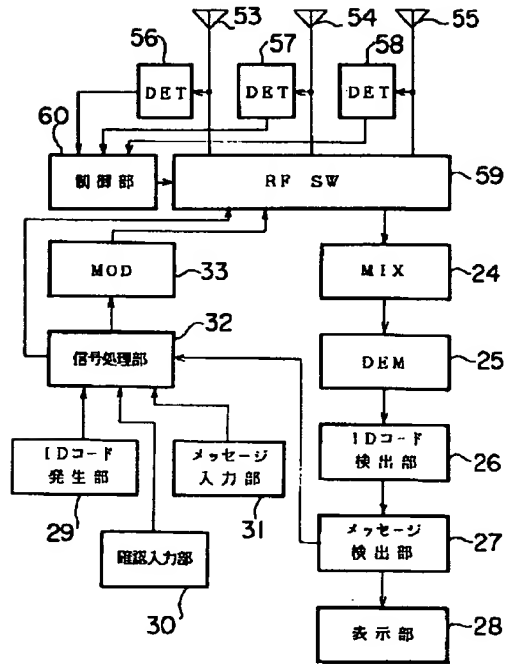 53
54
55
56
57
58
DET
DET
DET
60
制御部
RF SW
59
MOD
33
MIX
24
32
信号処理部
DEM
25
IDコード
発生部
29
メッセージ
入力部
31
IDコード
検出部
26
確認入力部
30
メッセージ
検出部
27
表示部
28